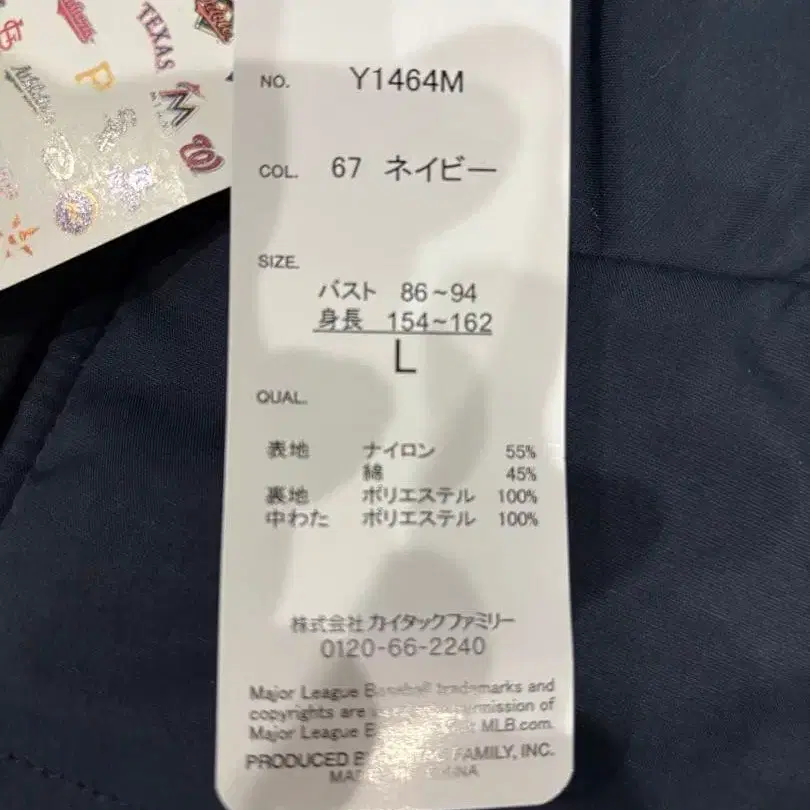 TEXAS
P
M
W
NO. Y1464M
COL. 67 ネイビー
SIZE.
バスト 86~94
身長 154~162
L
QUAL.
表地 ナイロン 55%
綿 45%
裏地 ポリエステル 100%
中わた ポリエステル 100%
株式会社カイタックファミリー
0120-66-2240
Major League Baseball trademarks and
copyrights are permission of
Major League MLB.com.
PRODUCED FAMILY, INC.